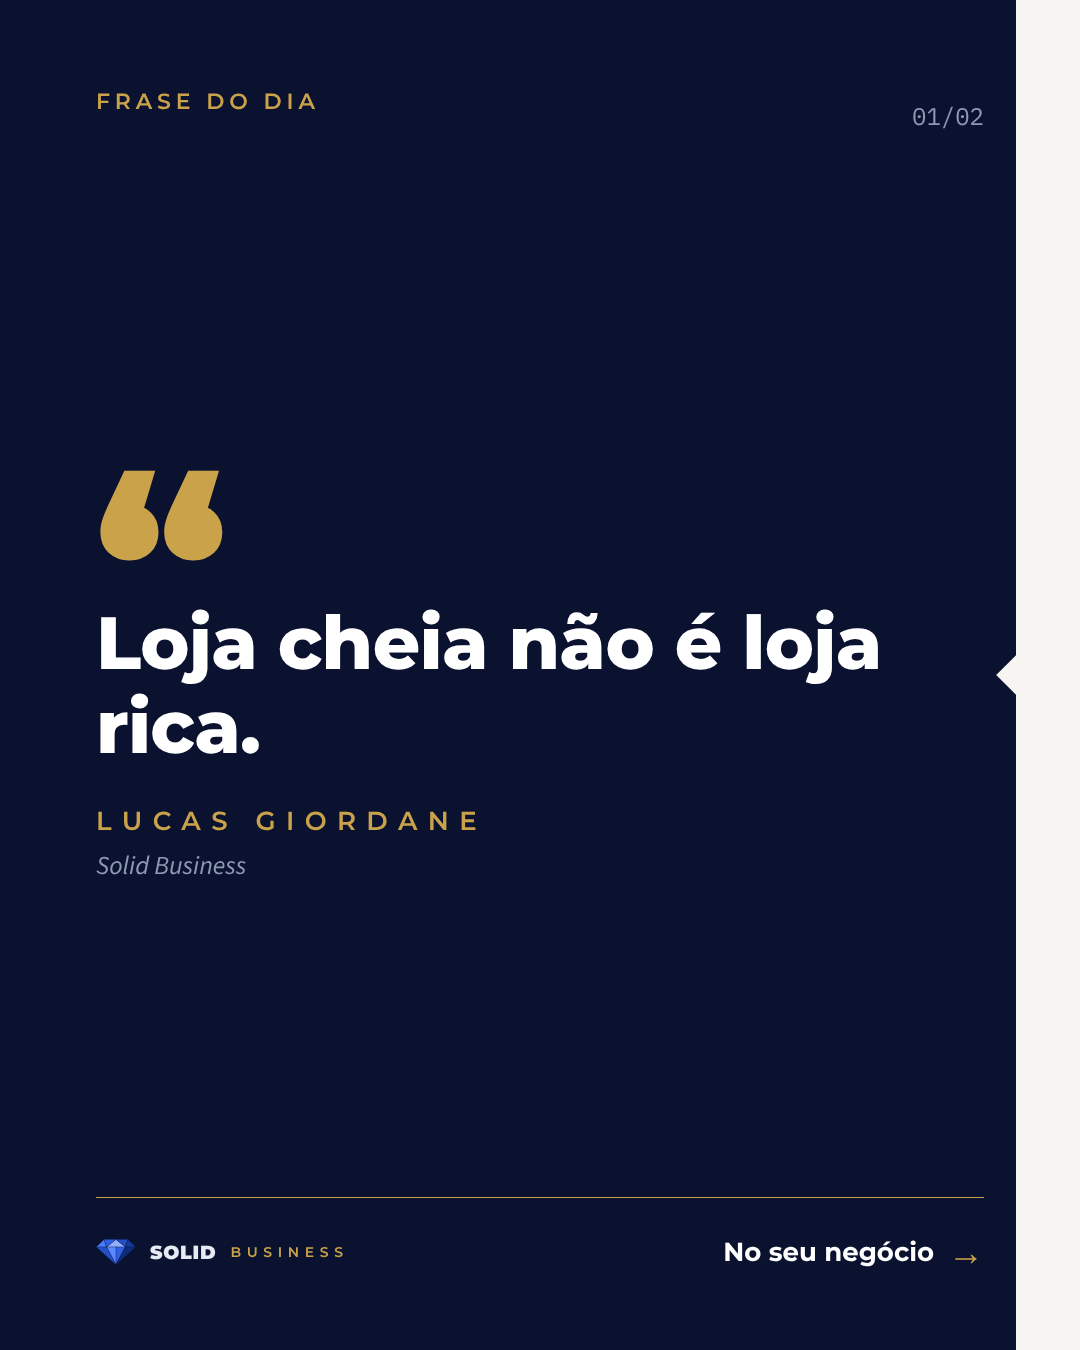 FRASE DO DIA
01/02
“
Loja cheia não é loja
rica.
LUCAS GIORDANE
Solid Business
SOLID BUSINESS
No seu negócio →